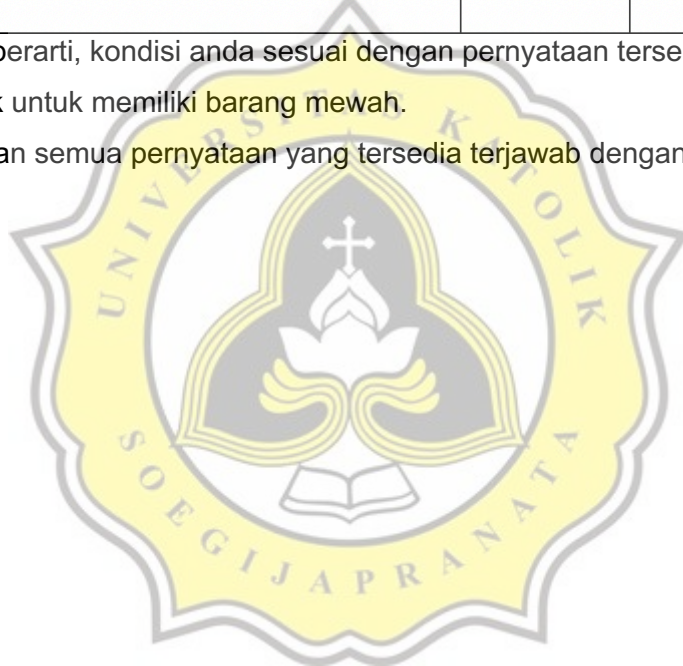 berarti, kondisi anda sesuai dengan pernyataan terse
untuk memiliki barang mewah.
an semua pernyataan yang tersedia terjawab dengan
UNIVERSITAS KATOLIK
SOEGIJAPRANATA